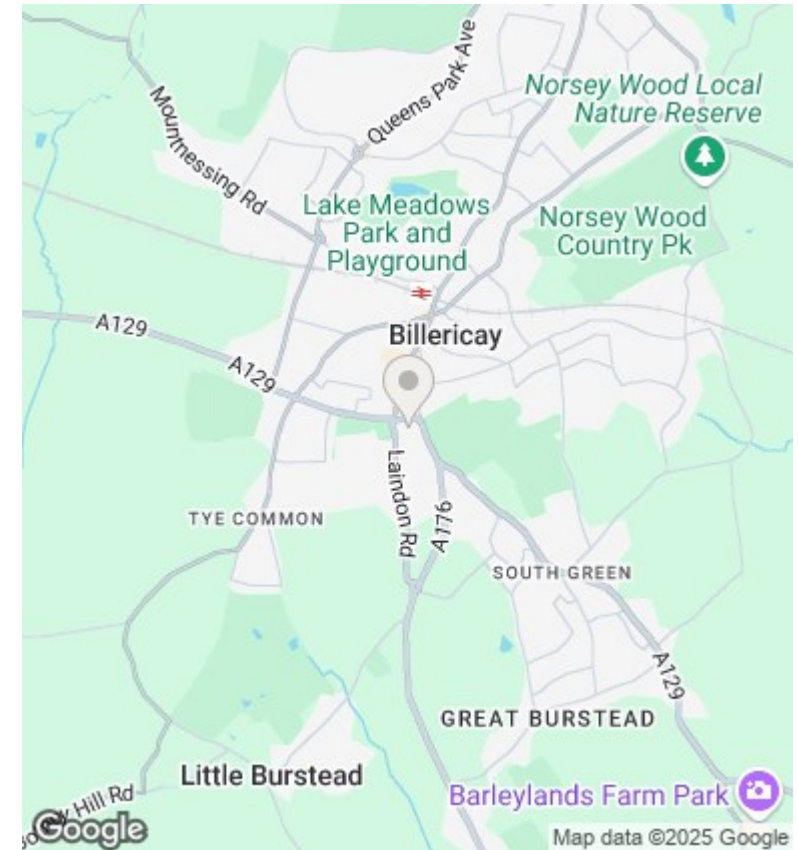 Queens Park Ave
Norsey Wood Local
Nature Reserve
Mountnessing Rd
Lake Meadows
Park and
Playground
Norsey Wood
Country Pk
A129
Billericay
A129
Laindon Rd
A176
TYE COMMON
SOUTH GREEN
A129
GREAT BURSTEAD
Little Burstead
Barleylands Farm Park
Hill Rd
Google
Map data ©2025 Google